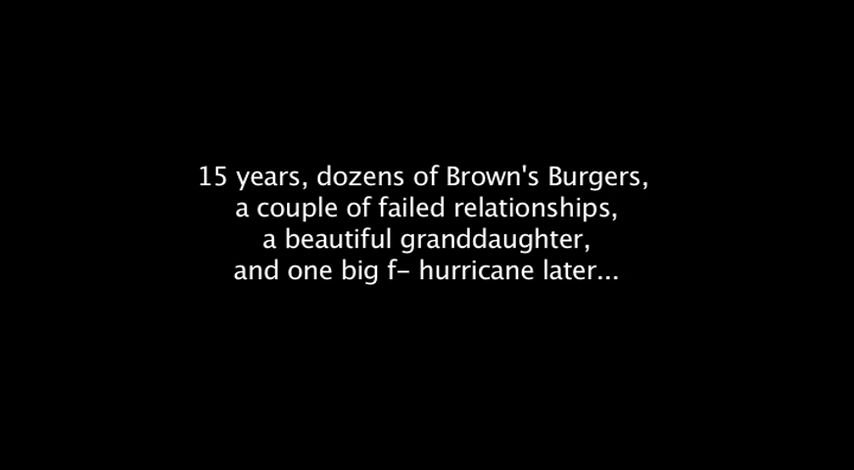 15 years, dozens of Brown's Burgers,
a couple of failed relationships,
a beautiful granddaughter,
and one big f– hurricane later...